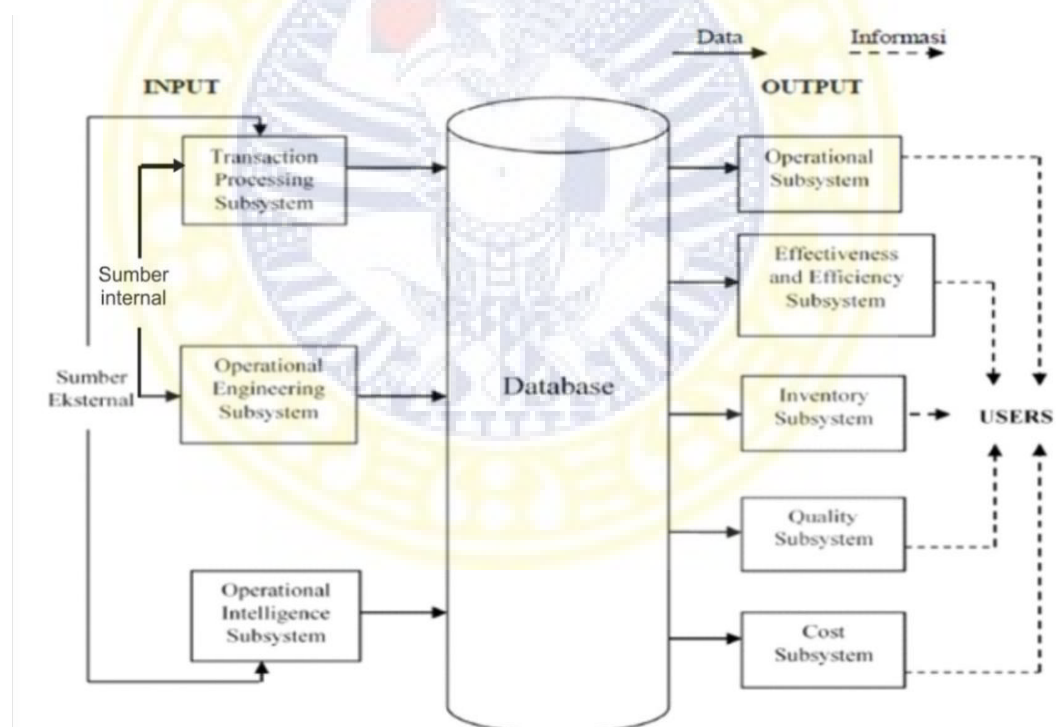 Data
Informasi
INPUT
OUTPUT
Transaction
Processing
Subsystem
Sumber
internal
Sumber
Eksternal
Operational
Engineering
Subsystem
Operational
Intelligence
Subsystem
Database
Operational
Subsystem
Effectiveness
and Efficiency
Subsystem
Inventory
Subsystem
USERS
Quality
Subsystem
Cost
Subsystem